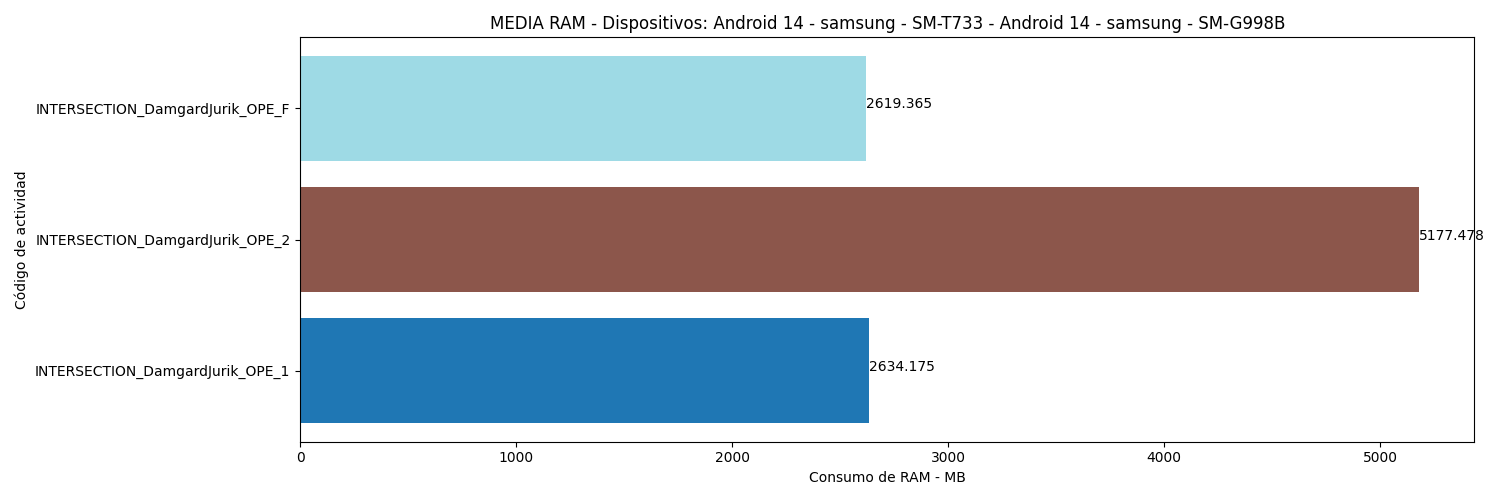 MEDIA RAM - Dispositivos: Android 14 - samsung - SM-T733 - Android 14 - samsung - SM-G998B
Código de actividad
INTERSECTION_DamgardJurik_OPE_F
2619.365
INTERSECTION_DamgardJurik_OPE_2
5177.478
INTERSECTION_DamgardJurik_OPE_1
2634.175
0 1000 2000 3000 4000 5000
Consumo de RAM - MB